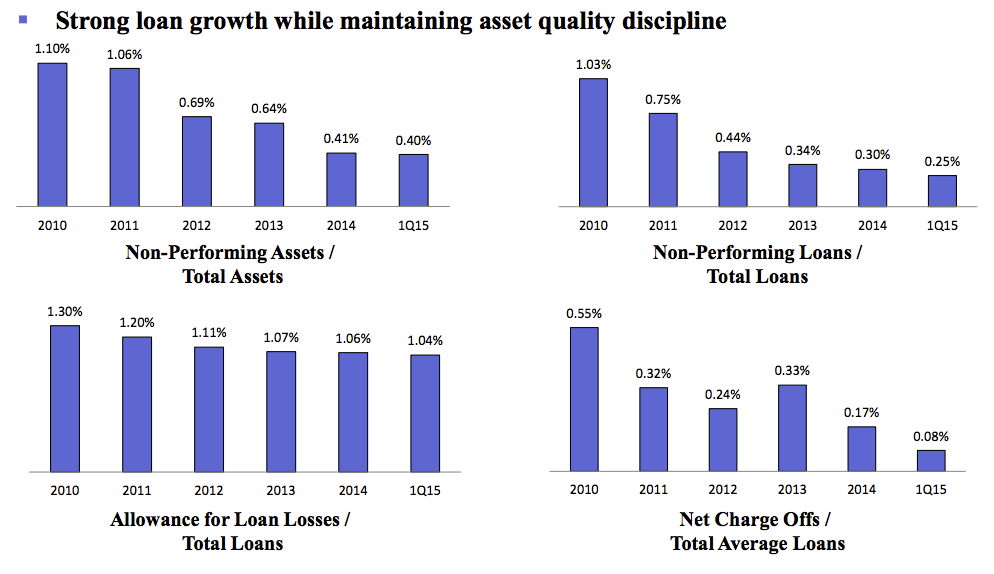 ▪ Strong loan growth while maintaining asset quality discipline
1.10% 1.06% 0.69% 0.64% 0.41% 0.40%
2010 2011 2012 2013 2014 1Q15
Non-Performing Assets /
Total Assets
1.03% 0.75% 0.44% 0.34% 0.30% 0.25%
2010 2011 2012 2013 2014 1Q15
Non-Performing Loans /
Total Loans
1.30% 1.20% 1.11% 1.07% 1.06% 1.04%
2010 2011 2012 2013 2014 1Q15
Allowance for Loan Losses /
Total Loans
0.55% 0.32% 0.24% 0.33% 0.17% 0.08%
2010 2011 2012 2013 2014 1Q15
Net Charge Offs /
Total Average Loans